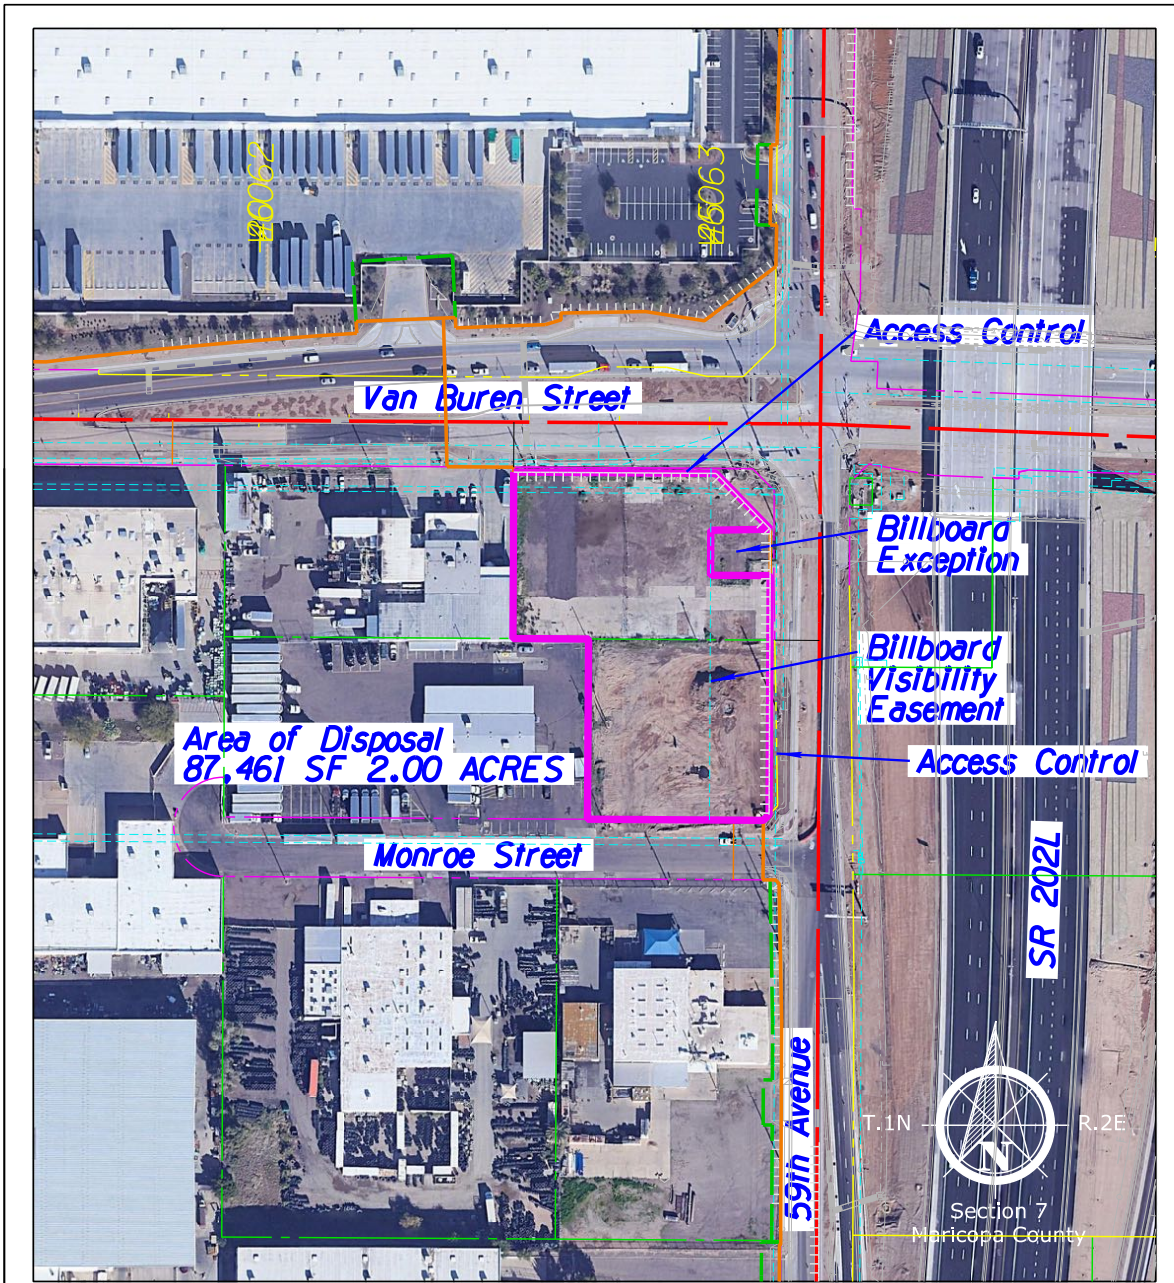 Access Control
Van Buren Street
Billboard
Exception
Billboard
Visibility
Easement
Area of Disposal
87,461 SF 2.00 ACRES
Access Control
Monroe Street
SR 202L
59th Avenue
T.1N
R.2E
N
Section 7
Maricopa County